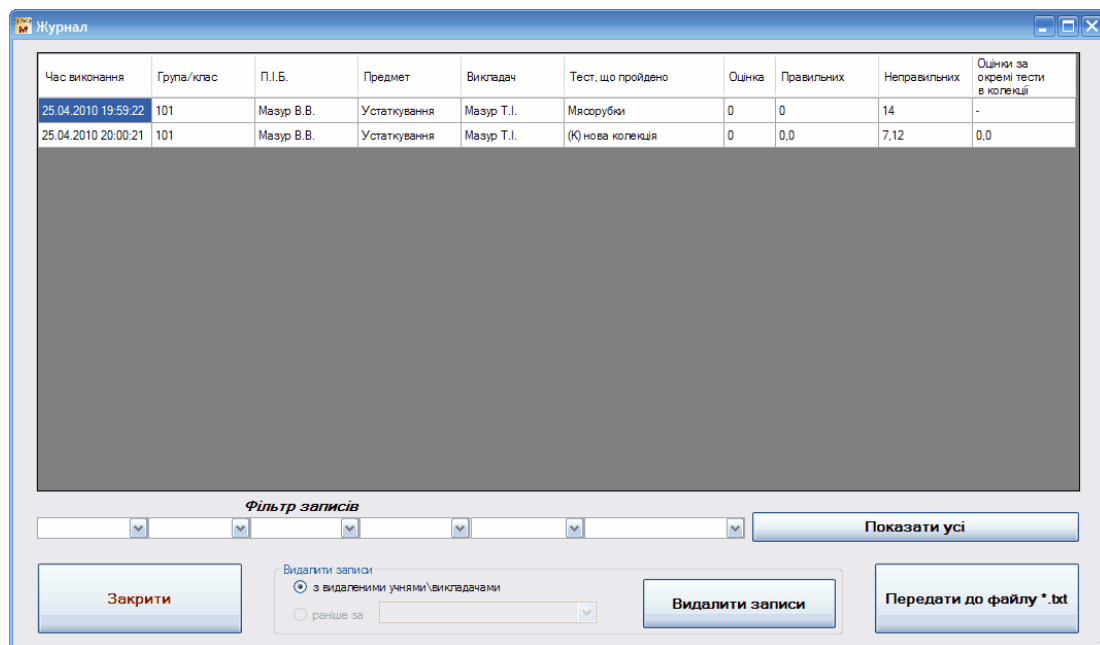 Журнал
Час виконання Група/клас П.І.Б. Предмет Викладач Тест, що пройдено Оцінка Правильних Неправильних Оцінки за окремі тести в колекції
25.04.2010 19:59:22 101 Мазур В.В. Устаткування Мазур Т.І. Мясорубки 0 0 14 -
25.04.2010 20:00:21 101 Мазур В.В. Устаткування Мазур Т.І. (К) нова колекція 0 0,0 7,12 0,0
Фільтр записів
Показати усі
Видалити записи
з видаленими учнями\викладачами
раніше за
Закрити
Видалити записи
Передати до файлу *.txt